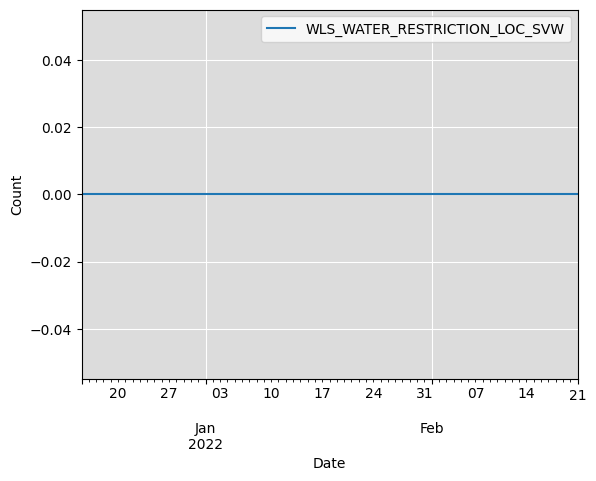 WLS_WATER_RESTRICTION_LOC_SVW
0.04
0.02
0.00
−0.02
−0.04
Count
20 27 03 10 17 24 31 07 14 21
Jan Feb
2022
Date